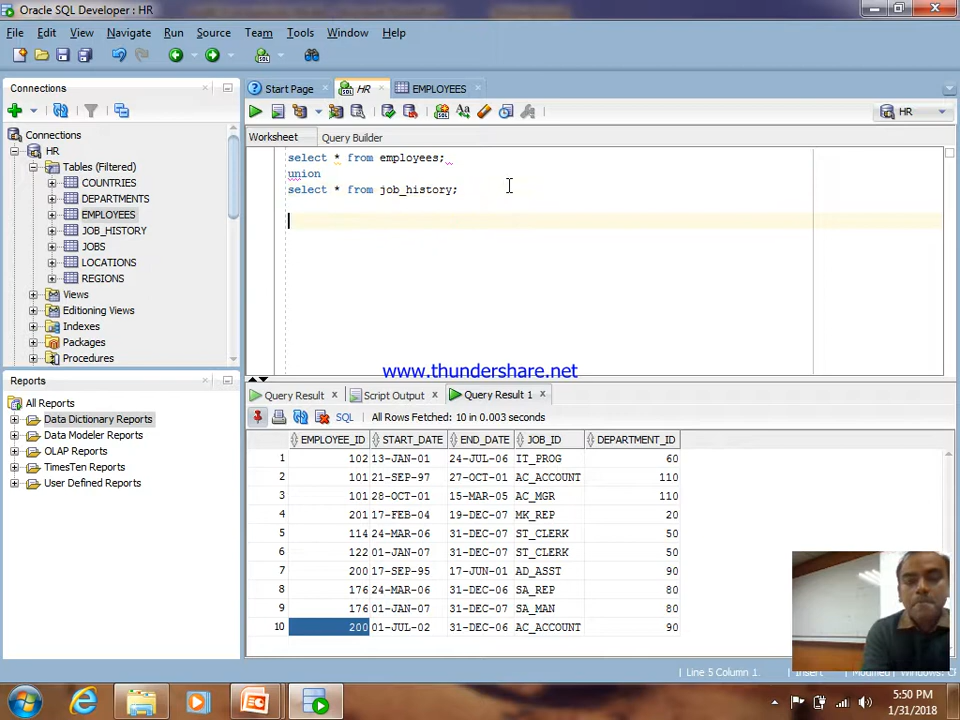 Oracle SQL Developer : HR
File Edit View Navigate Run Source Team Tools Window Help
Connections
Start Page HR EMPLOYEES
HR
Worksheet Query Builder
Connections
HR
Tables (Filtered)
COUNTRIES
DEPARTMENTS
EMPLOYEES
JOB_HISTORY
JOBS
LOCATIONS
REGIONS
Views
Editioning Views
Indexes
Packages
Procedures
select * from employees;
union
select * from job_history;
www.thundershare.net
Reports
All Reports
Data Dictionary Reports
Data Modeler Reports
OLAP Reports
TimesTen Reports
User Defined Reports
Query Result Script Output Query Result 1
SQL All Rows Fetched: 10 in 0.003 seconds
EMPLOYEE_ID START_DATE END_DATE JOB_ID DEPARTMENT_ID
1 102 13-JAN-01 24-JUL-06 IT_PROG 60
2 101 21-SEP-97 27-OCT-01 AC_ACCOUNT 110
3 101 28-OCT-01 15-MAR-05 AC_MGR 110
4 201 17-FEB-04 19-DEC-07 MK_REP 20
5 114 24-MAR-06 31-DEC-07 ST_CLERK 50
6 122 01-JAN-07 31-DEC-07 ST_CLERK 50
7 200 17-SEP-95 17-JUN-01 AD_ASST 90
8 176 24-MAR-06 31-DEC-06 SA_REP 80
9 176 01-JAN-07 31-DEC-07 SA_MAN 80
10 200 01-JUL-02 31-DEC-06 AC_ACCOUNT 90
Line 5 Column 1 Insert
5:50 PM
1/31/2018